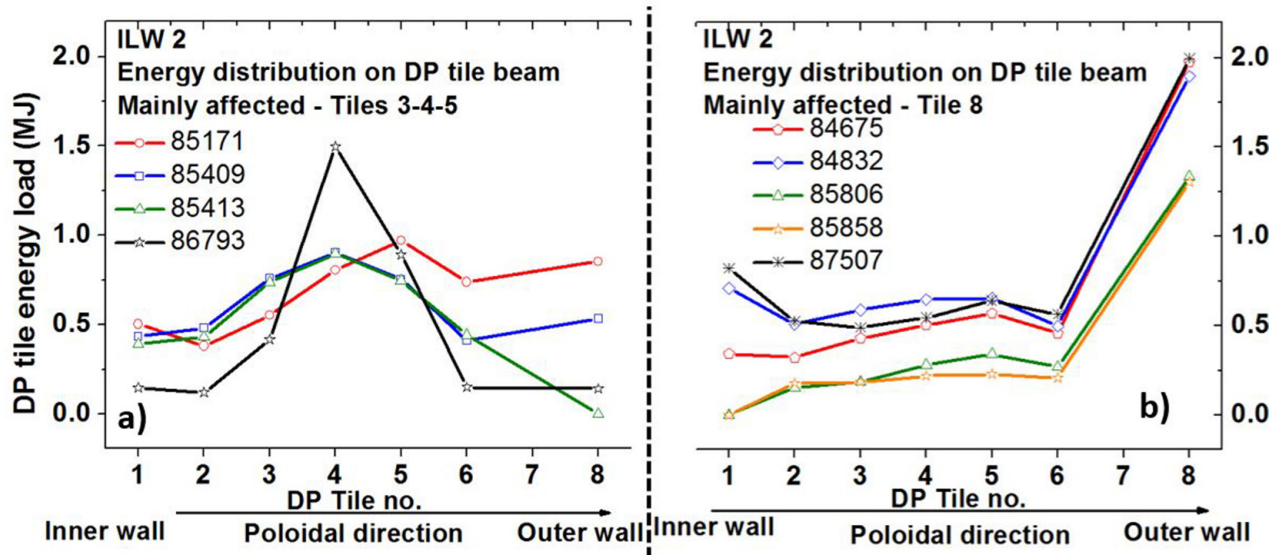 ILW 2
Energy distribution on DP tile beam
Mainly affected - Tiles 3-4-5
85171
85409
85413
86793
DP tile energy load (MJ)
2.0
1.5
1.0
0.5
0.0
a)
1 2 3 4 5 6 7 8
DP Tile no.
Inner wall Poloidal direction Outer wall
ILW 2
Energy distribution on DP tile beam
Mainly affected - Tile 8
84675
84832
85806
85858
87507
2.0
1.5
1.0
0.5
0.0
b)
1 2 3 4 5 6 7 8
DP Tile no.
Inner wall Poloidal direction Outer wall